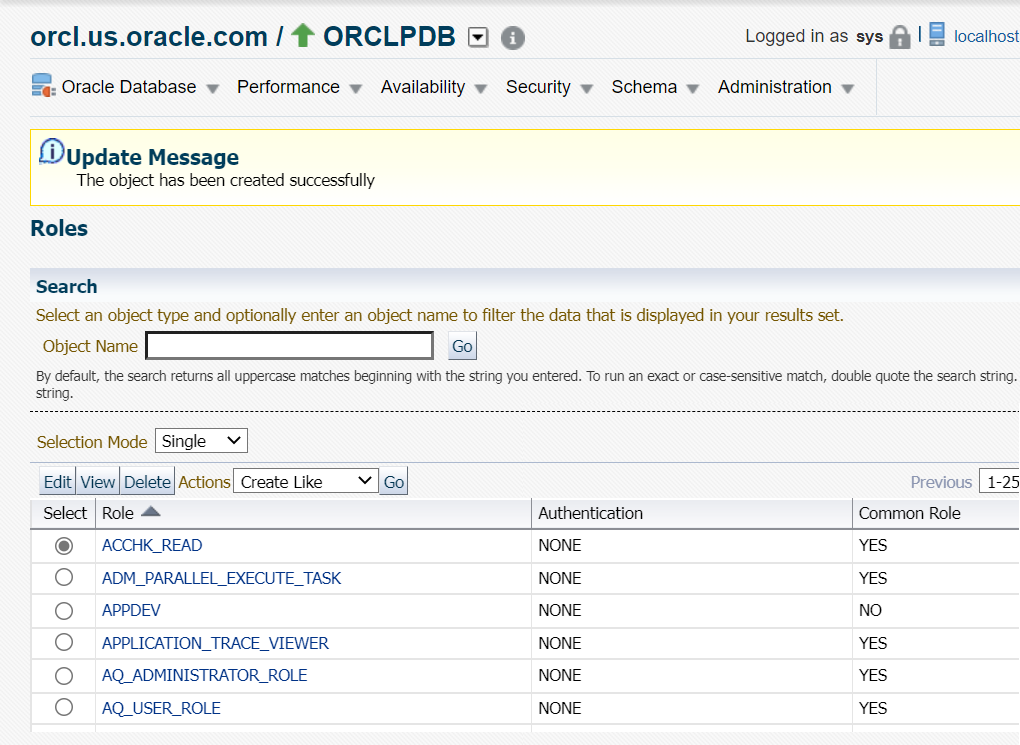 orcl.us.oracle.com / ORCLPDB Logged in as sys | localhost
Oracle Database Performance Availability Security Schema Administration
Update Message
The object has been created successfully
Roles
Search
Select an object type and optionally enter an object name to filter the data that is displayed in your results set.
Object Name Go
By default, the search returns all uppercase matches beginning with the string you entered. To run an exact or case-sensitive match, double quote the search string.
string.
Selection Mode Single
Edit View Delete Actions Create Like Go Previous 1-25
Select Role Authentication Common Role
ACCHK_READ NONE YES
ADM_PARALLEL_EXECUTE_TASK NONE YES
APPDEV NONE NO
APPLICATION_TRACE_VIEWER NONE YES
AQ_ADMINISTRATOR_ROLE NONE YES
AQ_USER_ROLE NONE YES